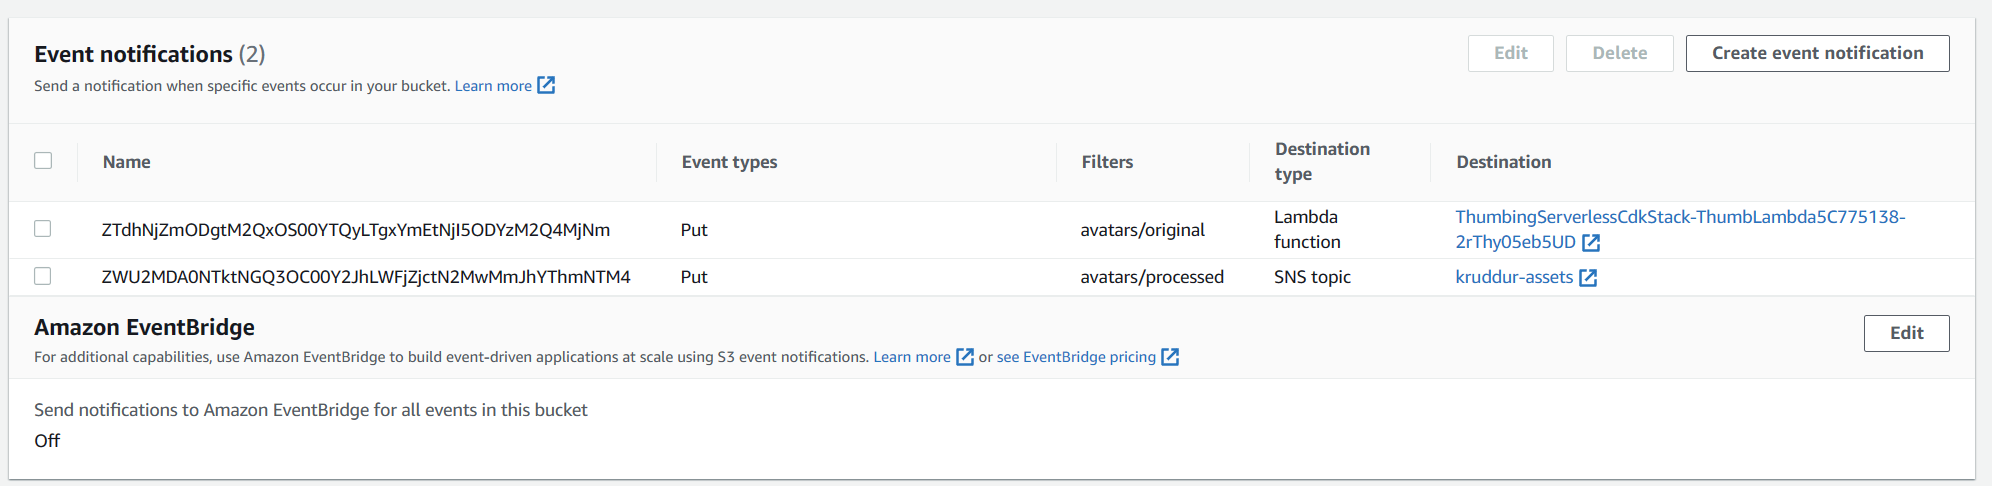 Event notifications (2)
Edit
Delete
Create event notification
Send a notification when specific events occur in your bucket. Learn more
Name
Event types
Filters
Destination
type
Destination
ZTdhNjZmODgtM2QxOS00YTQyLTgxYmEtNjI5ODYzM2Q4MjNm
Put
avatars/original
Lambda
function
ThumbingServerlessCdkStack-ThumbLambda5C775138-
2rThy05eb5UD
ZWU2MDA0NTktNGQ3OC00Y2JhLWFjZjctN2MwMmJhYThmNTM4
Put
avatars/processed
SNS topic
kruddur-assets
Amazon EventBridge
Edit
For additional capabilities, use Amazon EventBridge to build event-driven applications at scale using S3 event notifications. Learn more or see EventBridge pricing
Send notifications to Amazon EventBridge for all events in this bucket
Off